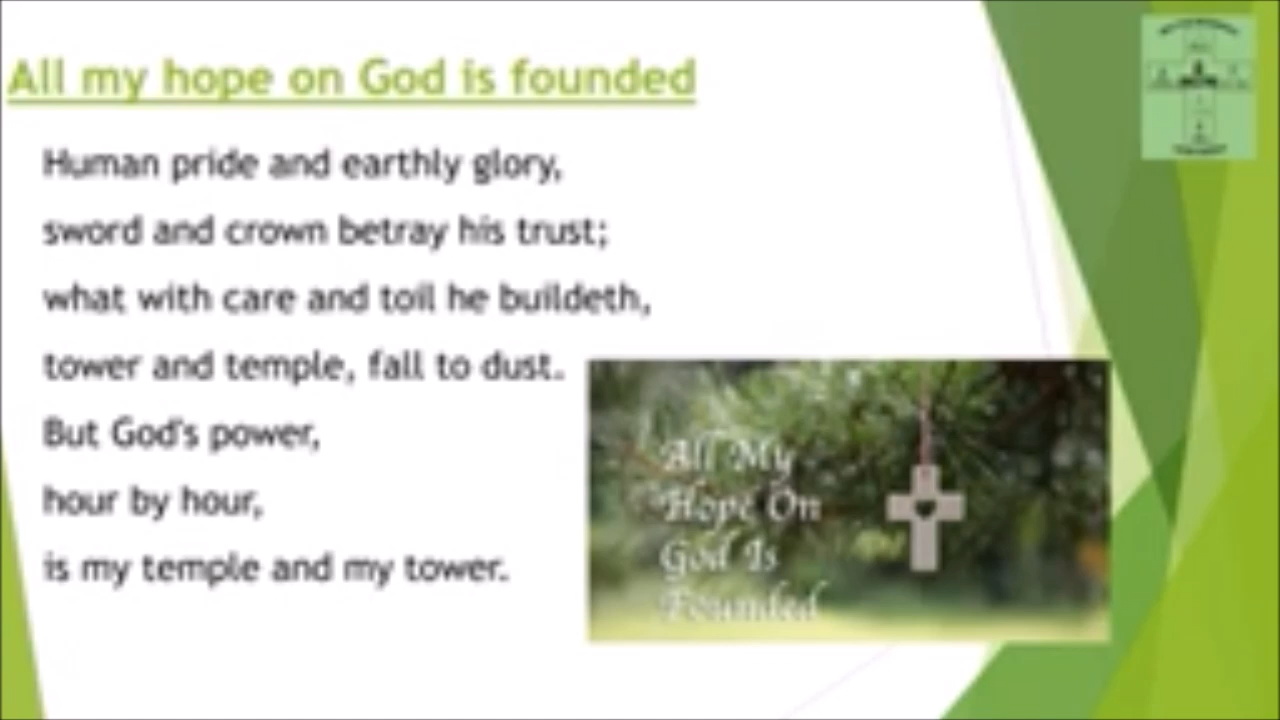 All my hope on God is founded
Human pride and earthly glory,
sword and crown betray his trust;
what with care and toil he buildeth,
tower and temple, fall to dust.
But God's power,
hour by hour,
is my temple and my tower.
All My
Hope On
God Is
Founded